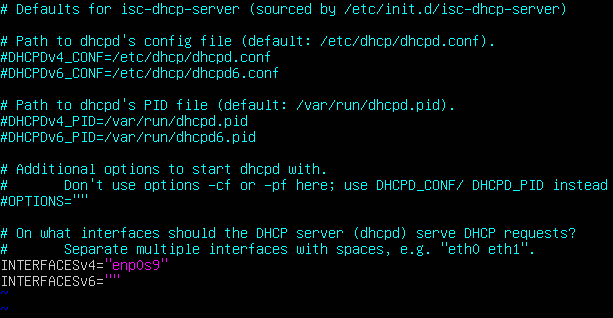 # Defaults for isc-dhcp-server (sourced by /etc/init.d/isc-dhcp-server)
# Path to dhcpd's config file (default: /etc/dhcp/dhcpd.conf).
#DHCPDv4_CONF=/etc/dhcp/dhcpd.conf
#DHCPDv6_CONF=/etc/dhcp/dhcpd6.conf
# Path to dhcpd's PID file (default: /var/run/dhcpd.pid).
#DHCPDv4_PID=/var/run/dhcpd.pid
#DHCPDv6_PID=/var/run/dhcpd6.pid
# Additional options to start dhcpd with.
#       Don't use options -cf or -pf here; use DHCPD_CONF/ DHCPD_PID instead
#OPTIONS=""
# On what interfaces should the DHCP server (dhcpd) serve DHCP requests?
#       Separate multiple interfaces with spaces, e.g. "eth0 eth1".
INTERFACESv4="enp0s9"
INTERFACESv6=""
~
~